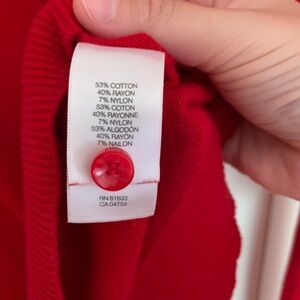 53% COTTON
40% RAYON
7% NYLON
53% COTON
40% RAYONNE
7% NYLON
53% ALGODÓN
40% RAYÓN
7% NAILON
RN 81633
CA 04754